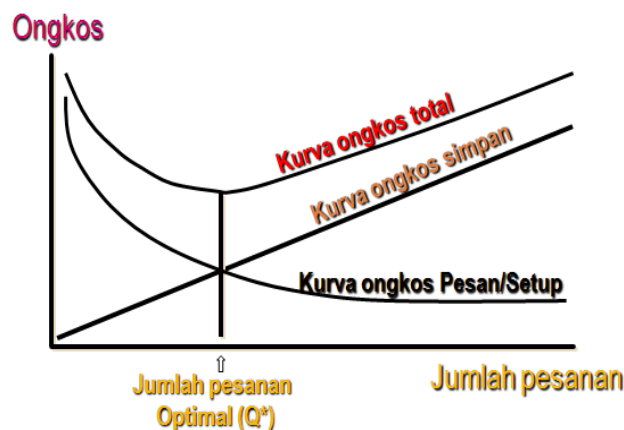 Ongkos
Kurva ongkos total
Kurva ongkos simpan
Kurva ongkos Pesan/Setup
Jumlah pesanan
Optimal (Q*)
Jumlah pesanan